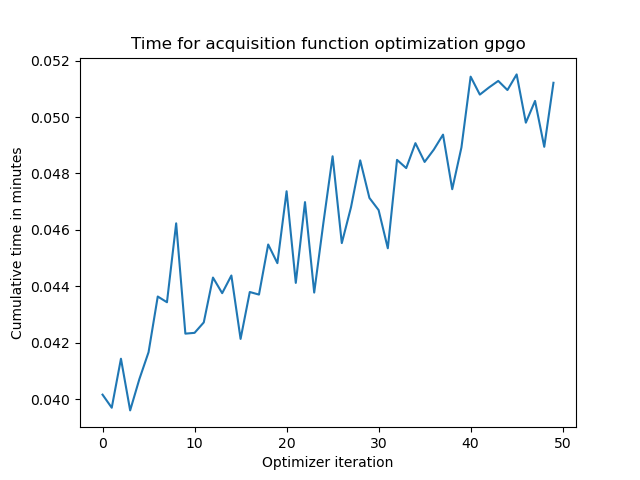 Time for acquisition function optimization gpgo
0.052
0.050
0.048
0.046
0.044
0.042
0.040
Cumulative time in minutes
0 10 20 30 40 50
Optimizer iteration